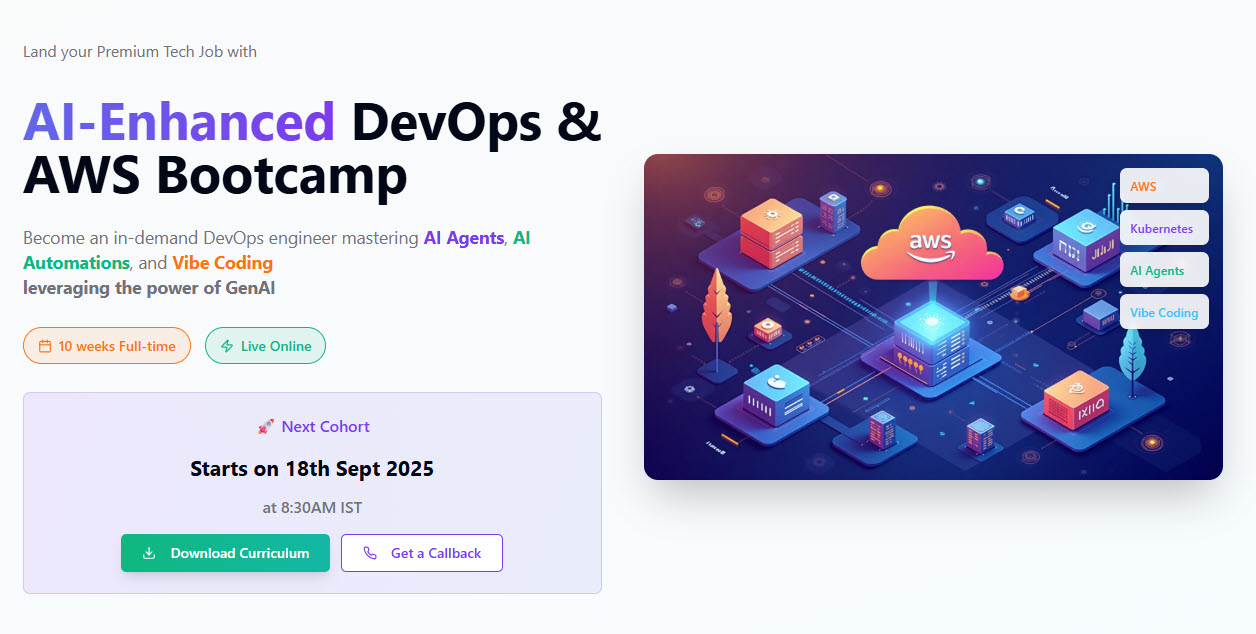 Land your Premium Tech Job with
AI-Enhanced DevOps &
AWS Bootcamp
Become an in-demand DevOps engineer mastering AI Agents, AI
Automations, and Vibe Coding
leveraging the power of GenAI
10 weeks Full-time
Live Online
Next Cohort
Starts on 18th Sept 2025
at 8:30AM IST
Download Curriculum
Get a Callback
aws
AWS
Kubernetes
AI Agents
Vibe Coding